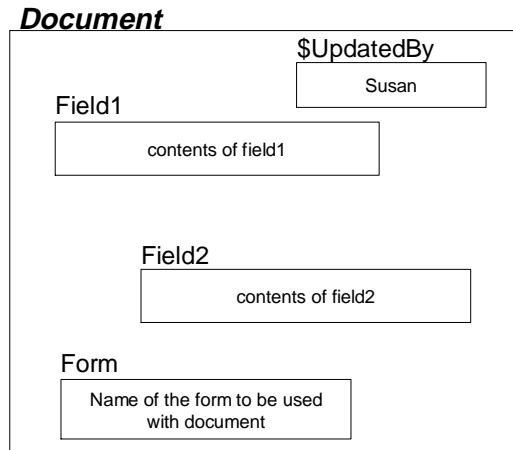 Document
$UpdatedBy
Susan
Field1
contents of field1
Field2
contents of field2
Form
Name of the form to be used
with document